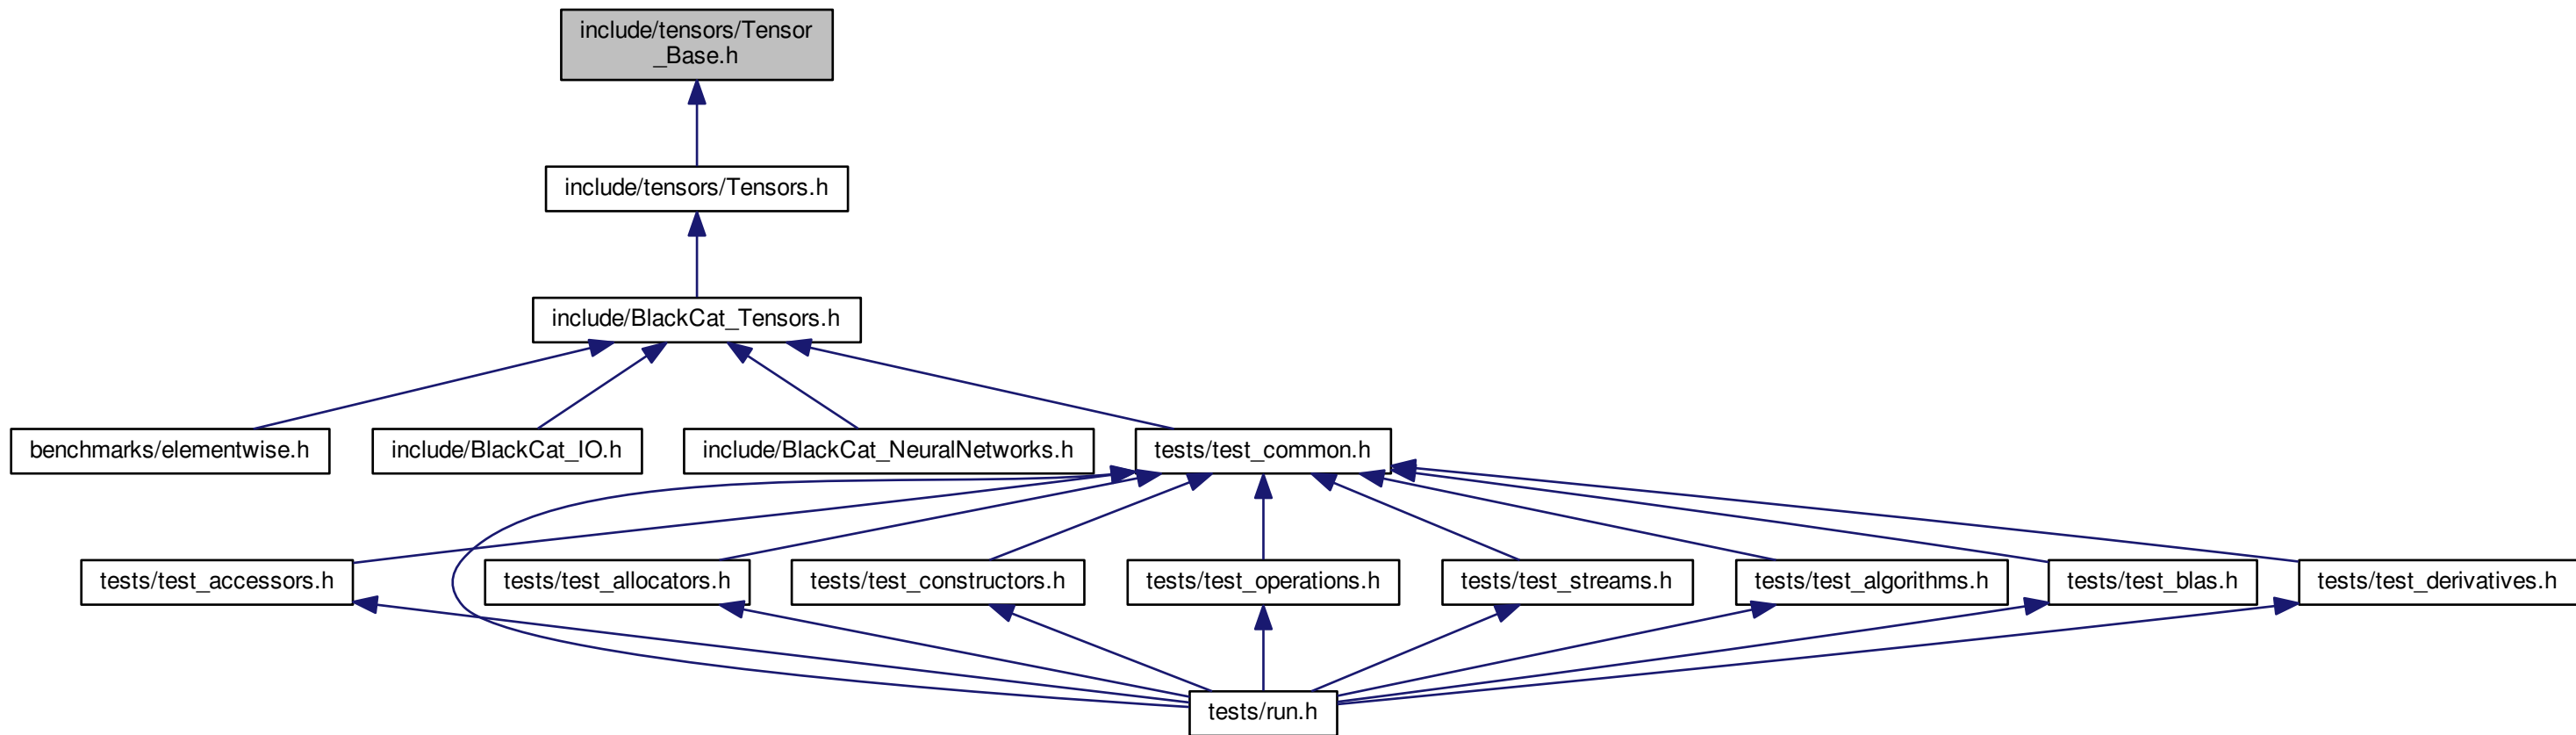 include/tensors/Tensor
_Base.h
include/tensors/Tensors.h
include/BlackCat_Tensors.h
benchmarks/elementwise.h
include/BlackCat_IO.h
include/BlackCat_NeuralNetworks.h
tests/test_common.h
tests/test_accessors.h
tests/test_allocators.h
tests/test_constructors.h
tests/test_operations.h
tests/test_streams.h
tests/test_algorithms.h
tests/test_blas.h
tests/test_derivatives.h
tests/run.h